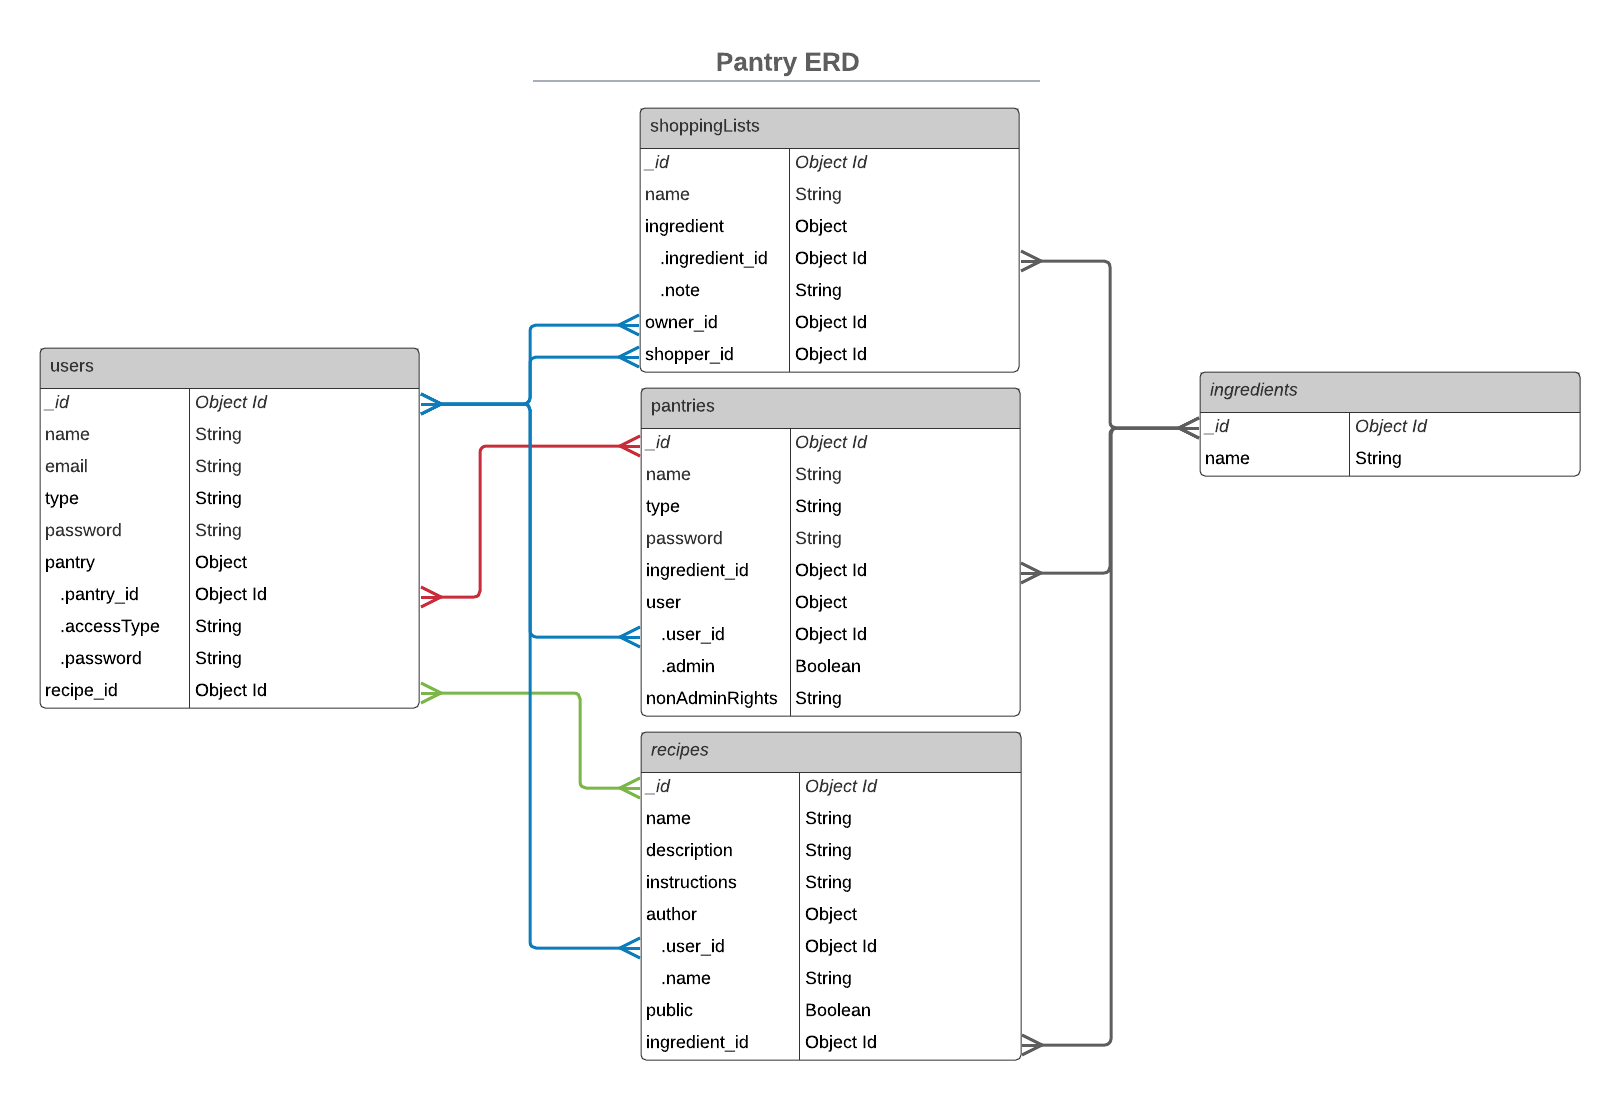 Pantry ERD
shoppingLists
_id Object Id
name String
ingredient Object
.ingredient_id Object Id
.note String
owner_id Object Id
shopper_id Object Id
users
_id Object Id
name String
email String
type String
password String
pantry Object
.pantry_id Object Id
.accessType String
.password String
recipe_id Object Id
pantries
_id Object Id
name String
type String
password String
ingredient_id Object Id
user Object
.user_id Object Id
.admin Boolean
nonAdminRights String
recipes
_id Object Id
name String
description String
instructions String
author Object
.user_id Object Id
.name String
public Boolean
ingredient_id Object Id
ingredients
_id Object Id
name String